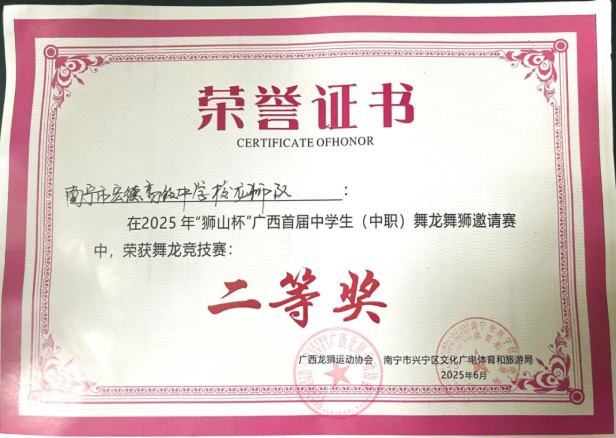 荣誉证书
CERTIFICATE OFHONOR
南宁市宏德高级中学校龙狮队：
在2025年“狮山杯”广西首届中学生（中职）舞龙舞狮邀请赛
中，荣获舞龙竞技赛：
二等奖
广西龙狮运动协会 南宁市兴宁区文化广电体育和旅游局
2025年6月